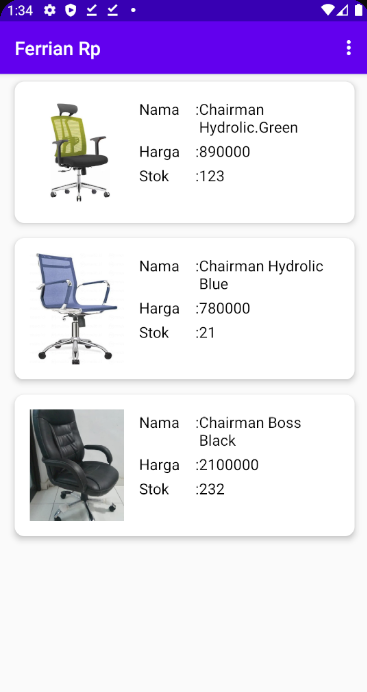 1:34
Ferrian Rp
Nama :Chairman
Hydrolic.Green
Harga :890000
Stok :123
Nama :Chairman Hydrolic
Blue
Harga :780000
Stok :21
Nama :Chairman Boss
Black
Harga :2100000
Stok :232